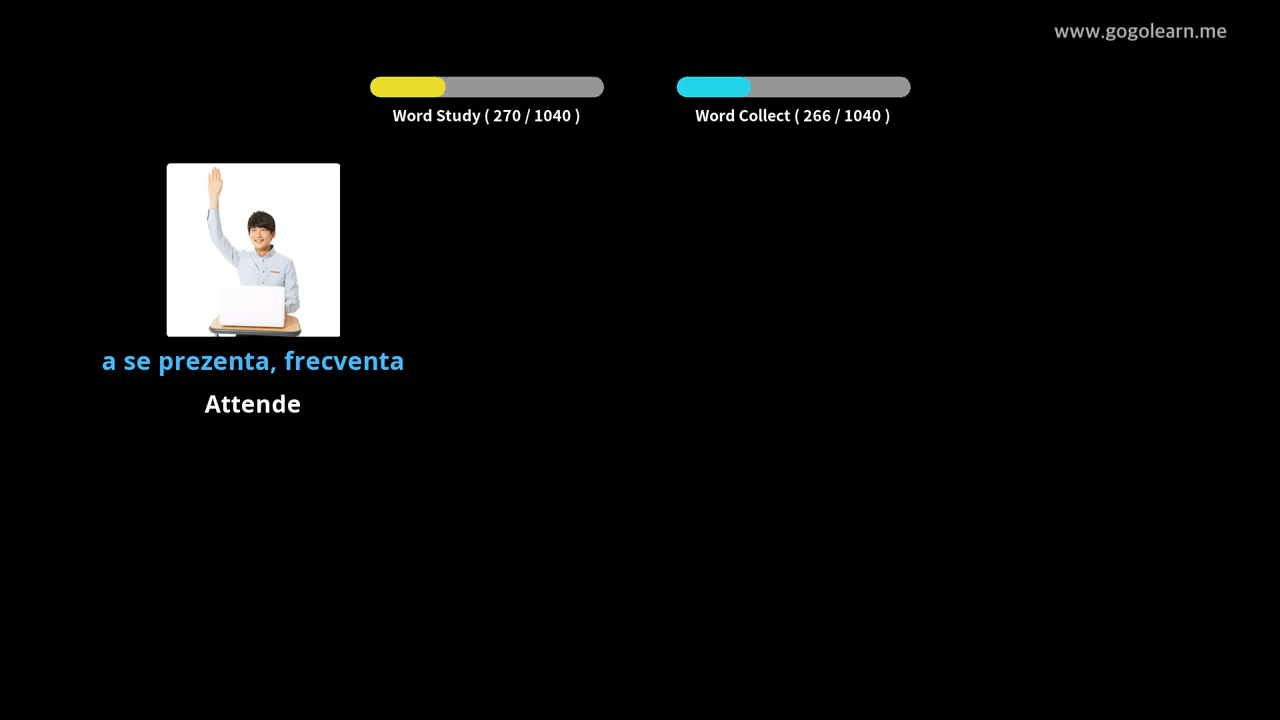 www.gogolearn.me
Word Study ( 270 / 1040 )
Word Collect ( 266 / 1040 )
a se prezenta, frecventa
Attende